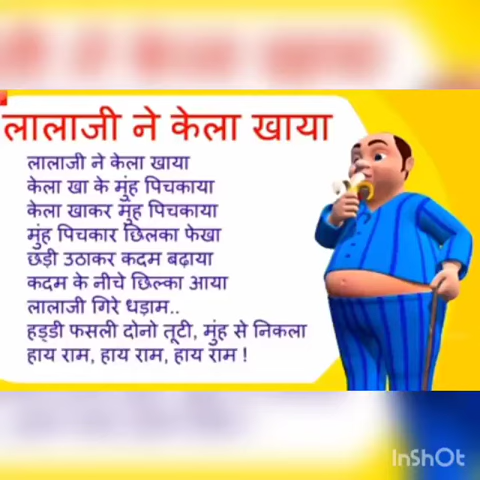 लालाजी ने केला खाया
लालाजी ने केला खाया
केला खा के मुंह पिचकाया
केला खाकर मुंह पिचकाया
मुंह पिचकार छिलका फेखा
छड़ी उठाकर कदम बढ़ाया
कदम के नीचे छिल्का आया
लालाजी गिरे धड़ाम..
हड्डी फसली दोनो तूटी, मुंह से निकला
हाय राम, हाय राम, हाय राम !
InShOt